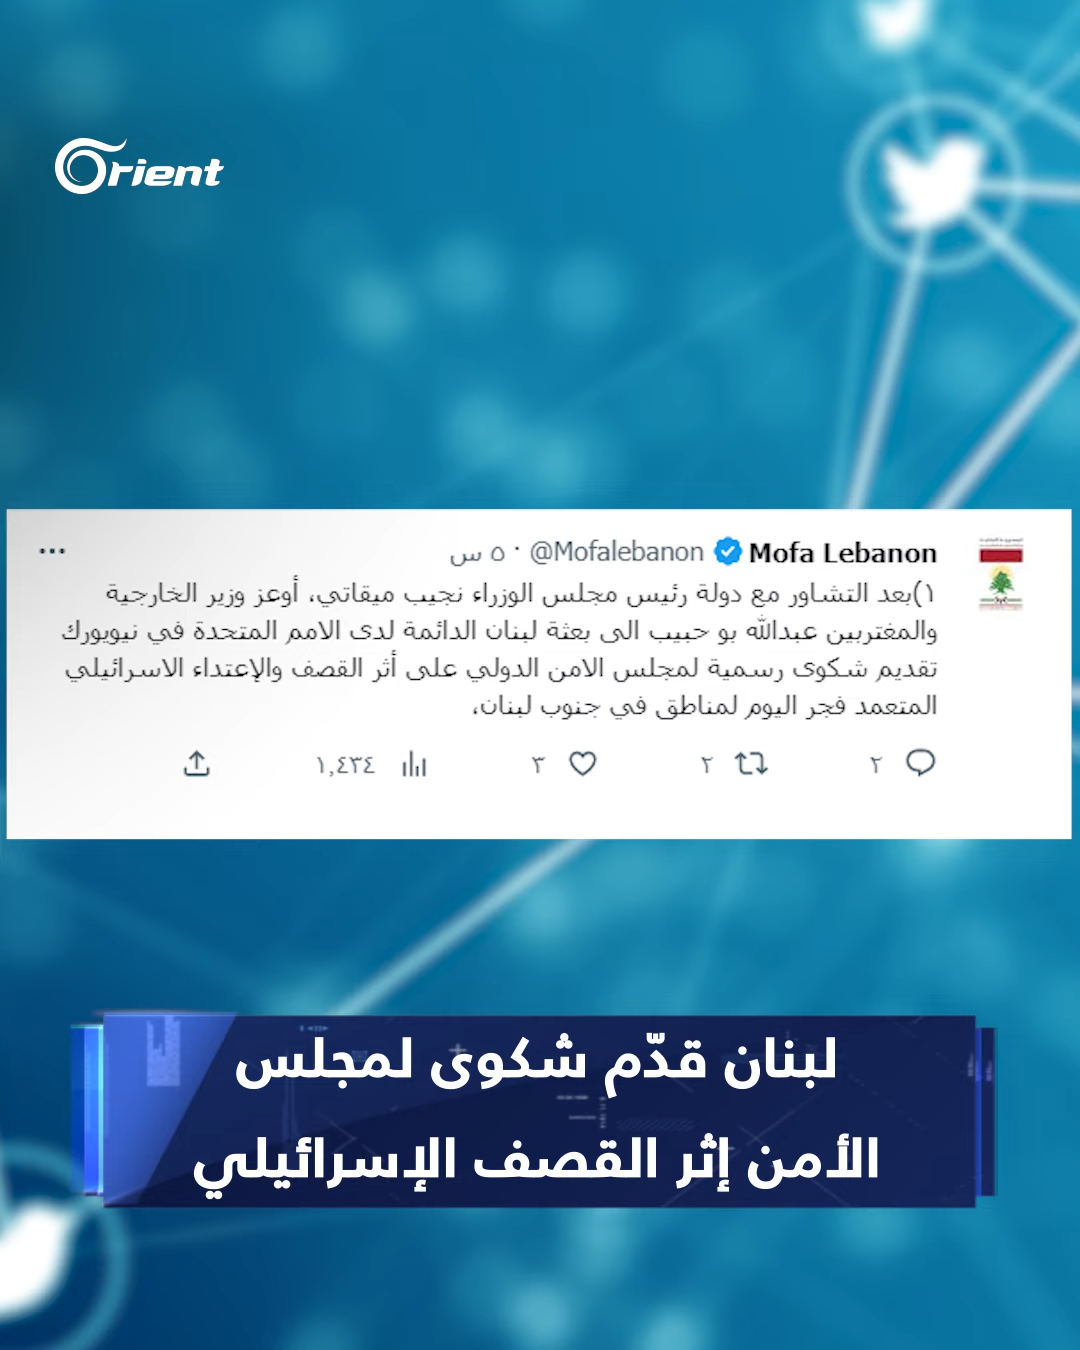 Orient
Mofa Lebanon @Mofalebanon · ٥ س
١)بعد التشاور مع دولة رئيس مجلس الوزراء نجيب ميقاتي، أوعز وزير الخارجية
والمغتربين عبدالله بو حبيب الى بعثة لبنان الدائمة لدى الامم المتحدة في نيويورك
تقديم شكوى رسمية لمجلس الامن الدولي على أثر القصف والإعتداء الاسرائيلي
المتعمد فجر اليوم لمناطق في جنوب لبنان،
٢ ٢ ٣ ١,٤٣٤
لبنان قدّم شكوى لمجلس
الأمن إثر القصف الإسرائيلي